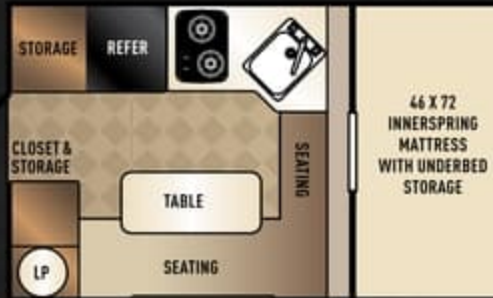 STORAGE
REFER
46 X 72
INNERSPRING
MATTRESS
WITH UNDERBED
STORAGE
CLOSET &
STORAGE
SEATING
TABLE
SEATING
LP